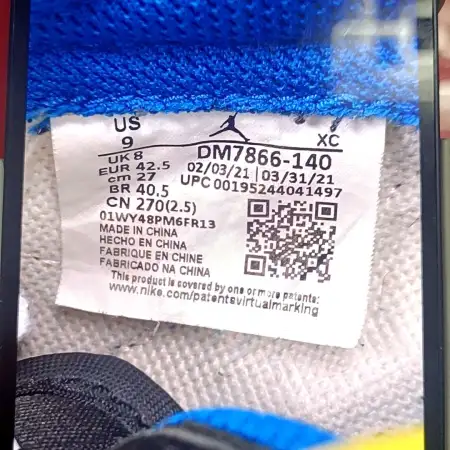 US
9
XC
UK 8
EUR 42.5
cm 27
BR 40.5
CN 270(2.5)
DM7866-140
02/03/21 | 03/31/21
UPC 00195244041497
01WY48PM6FR13
MADE IN CHINA
HECHO EN CHINA
FABRIQUE EN CHINE
FABRICADO NA CHINA
This product is covered by one or more patents:
www.nike.com/patentsvirtualmarking